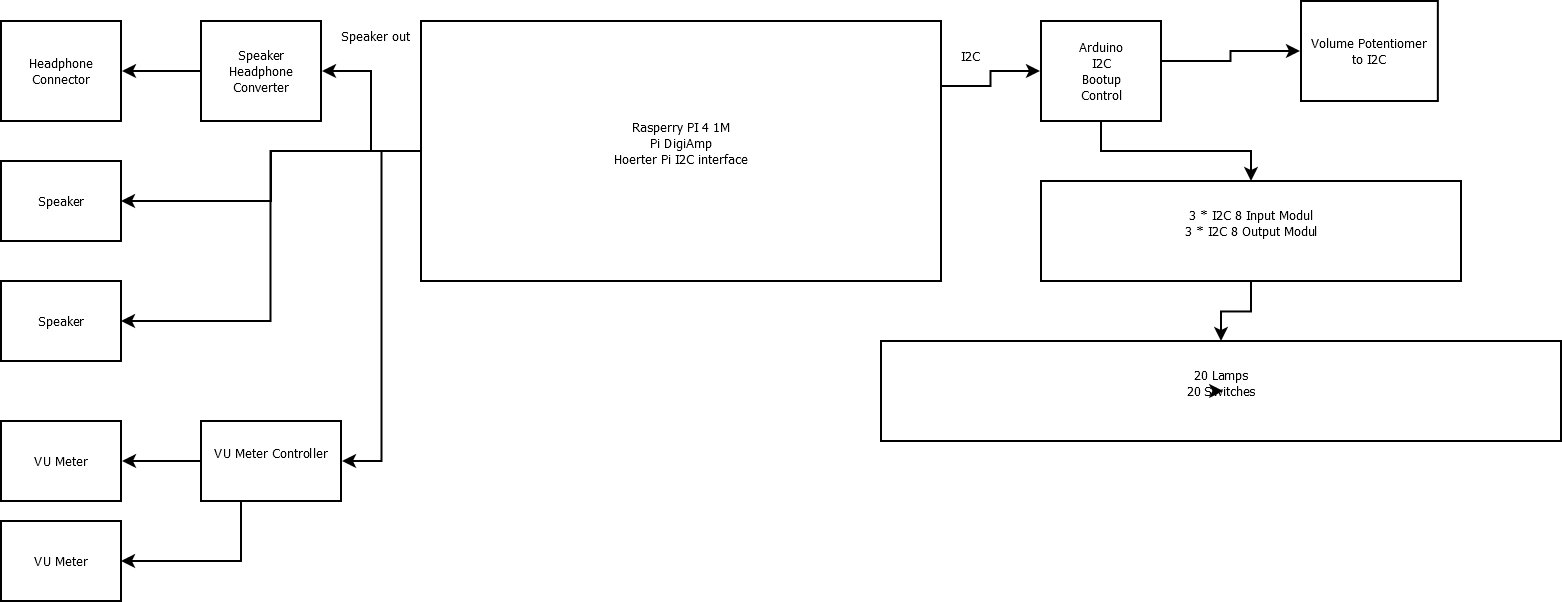 Headphone
Connector
Speaker
Headphone
Converter
Speaker out
Rasperry PI 4 1M
Pi DigiAmp
Hoerter Pi I2C interface
I2C
Arduino
I2C
Bootup
Control
Volume Potentiomer
to I2C
Speaker
3 * I2C 8 Input Modul
3 * I2C 8 Output Modul
Speaker
20 Lamps
20 Switches
VU Meter
VU Meter Controller
VU Meter